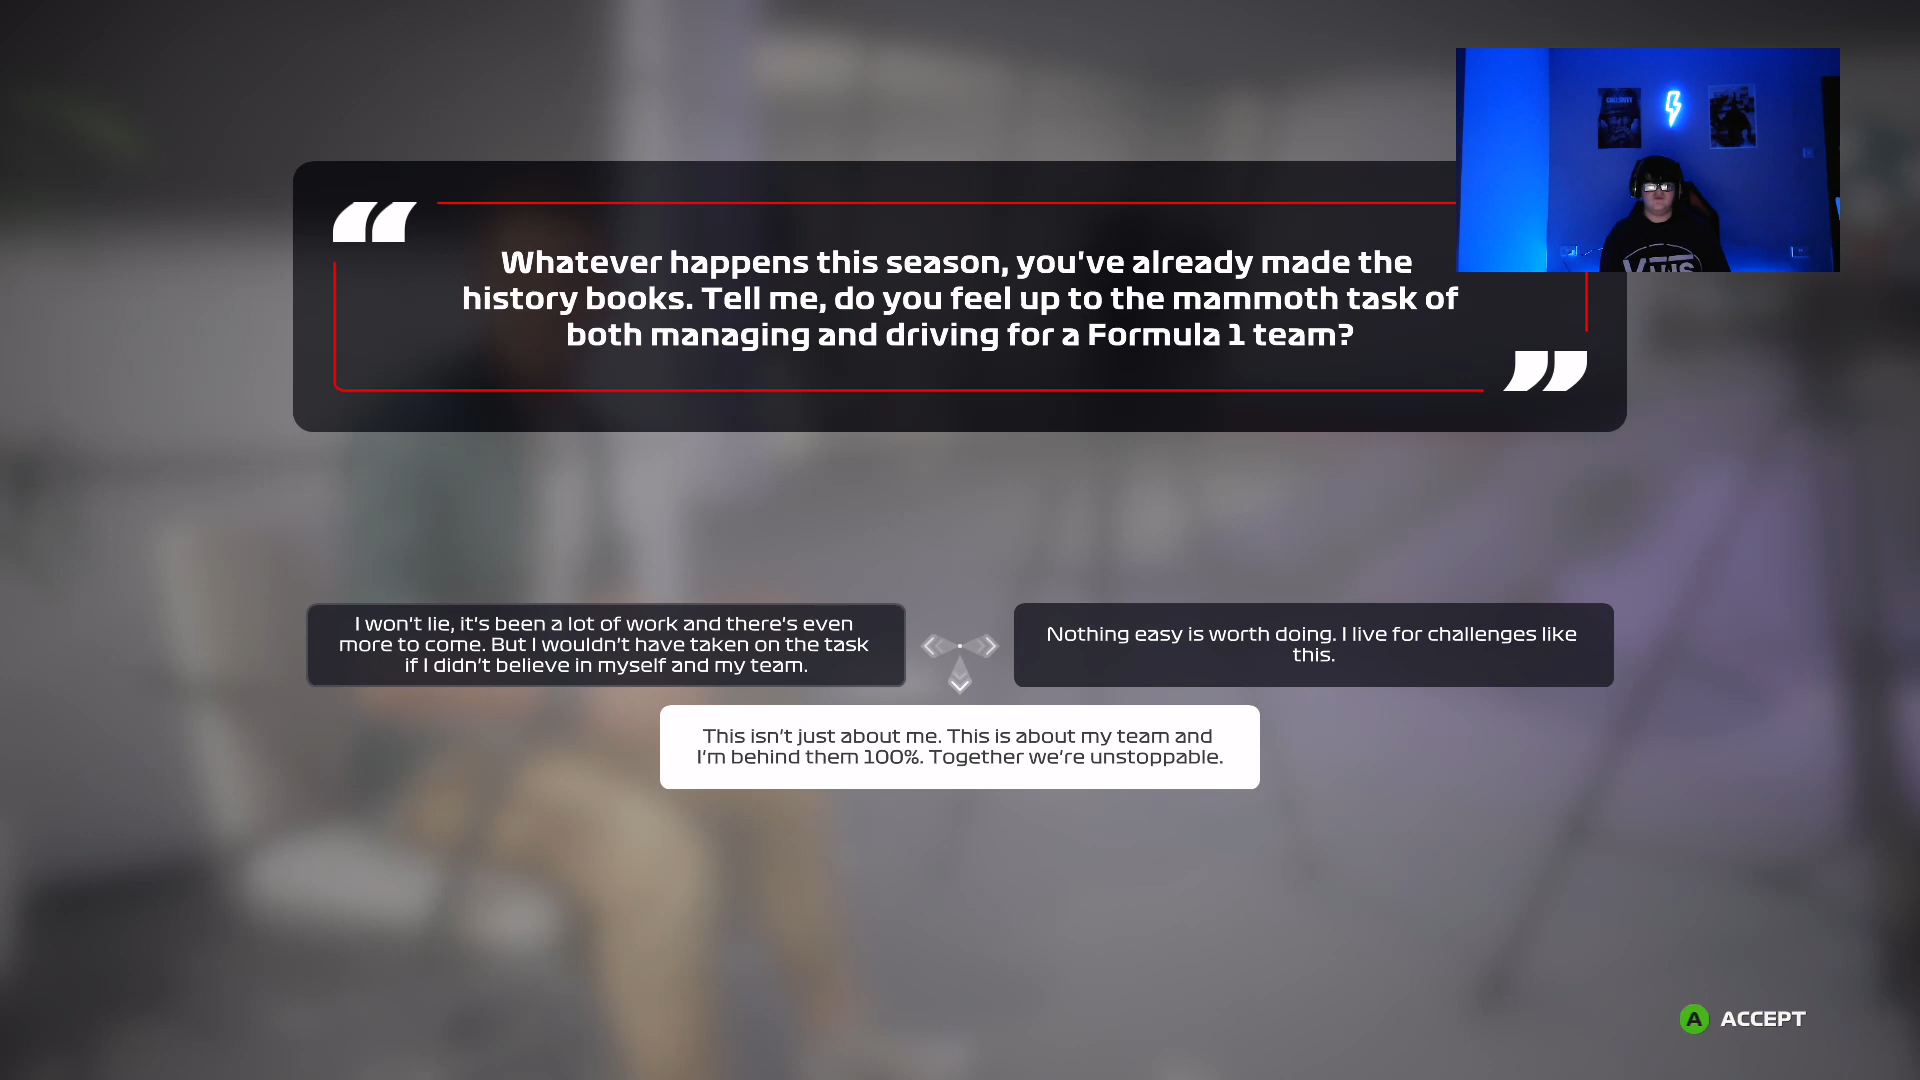 Whatever happens this season, you've already made the
history books. Tell me, do you feel up to the mammoth task of
both managing and driving for a Formula 1 team?
I won't lie, it's been a lot of work and there's even
more to come. But I wouldn't have taken on the task
if I didn't believe in myself and my team.
Nothing easy is worth doing. I live for challenges like
this.
This isn't just about me. This is about my team and
I'm behind them 100%. Together we're unstoppable.
A ACCEPT
CALL OF DUTY
VANS